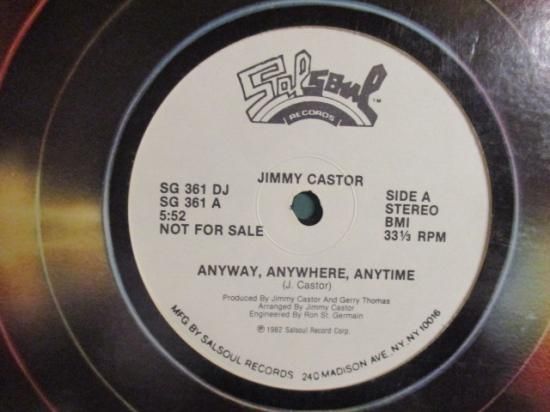 SalSoul
RECORDS
TM
JIMMY CASTOR
SG 361 DJ
SG 361 A
5:52
NOT FOR SALE
SIDE A
STEREO
BMI
33⅓ RPM
ANYWAY, ANYWHERE, ANYTIME
(J. Castor)
Produced By Jimmy Castor And Gerry Thomas
Arranged By Jimmy Castor
Engineered By Ron St. Germain
℗ 1982 Salsoul Record Corp.
MFG BY SALSOUL RECORDS 240 MADISON AVE, NY, NY 10016